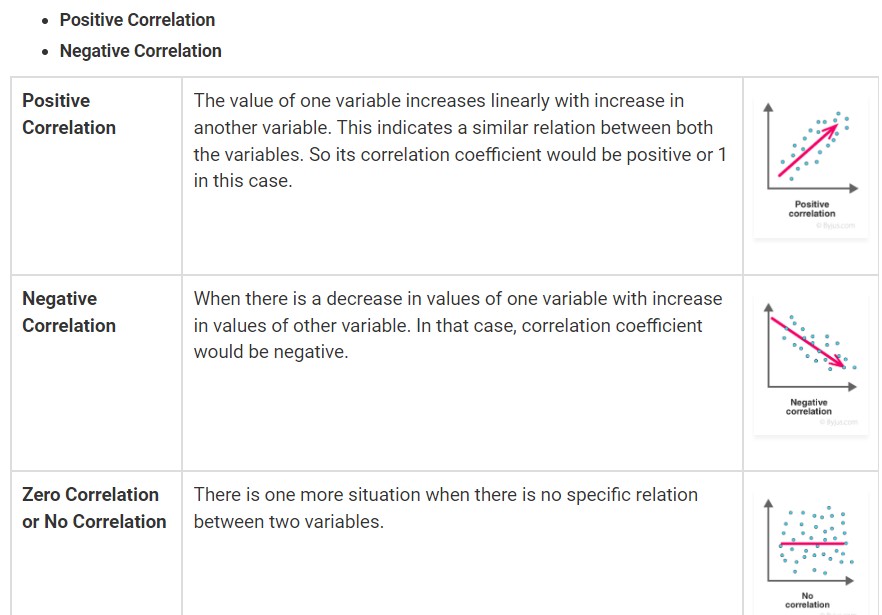 Positive Correlation
Negative Correlation
Positive
Correlation
The value of one variable increases linearly with increase in
another variable. This indicates a similar relation between both
the variables. So its correlation coefficient would be positive or 1
in this case.
Positive
correlation
© Byjus.com
Negative
Correlation
When there is a decrease in values of one variable with increase
in values of other variable. In that case, correlation coefficient
would be negative.
Negative
correlation
© Byjus.com
Zero Correlation
or No Correlation
There is one more situation when there is no specific relation
between two variables.
No
correlation